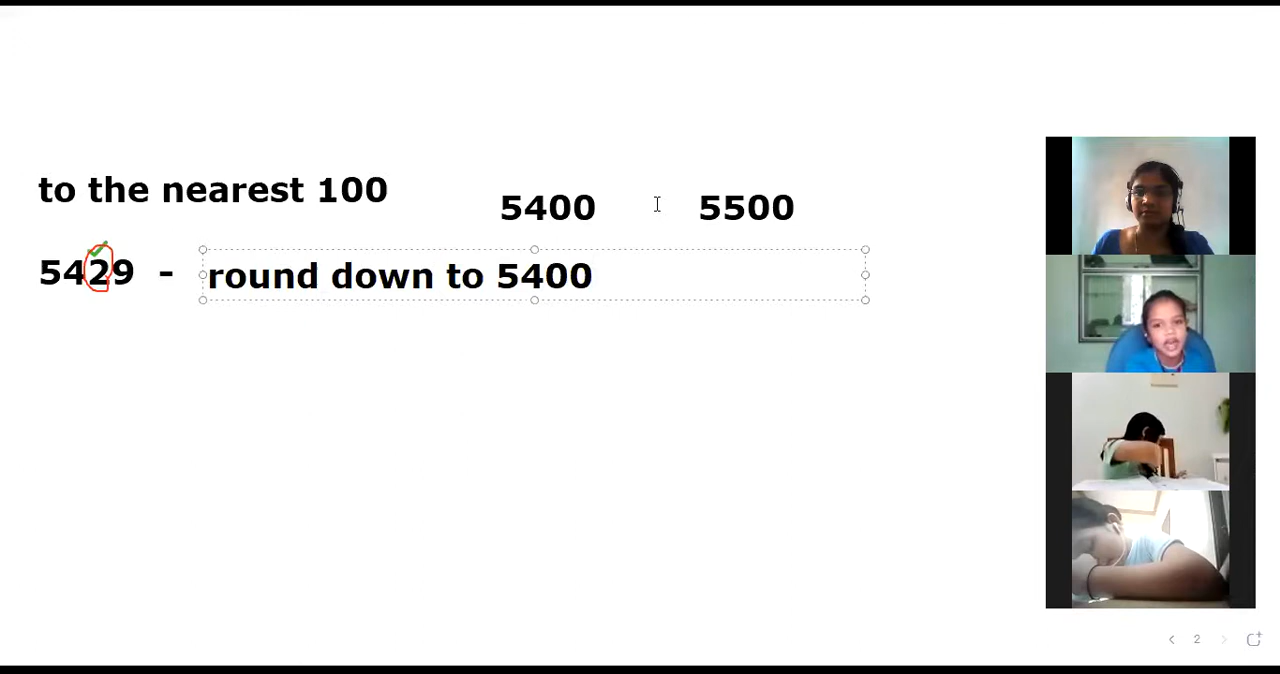 to the nearest 100
5400 5500
5429 - round down to 5400
2